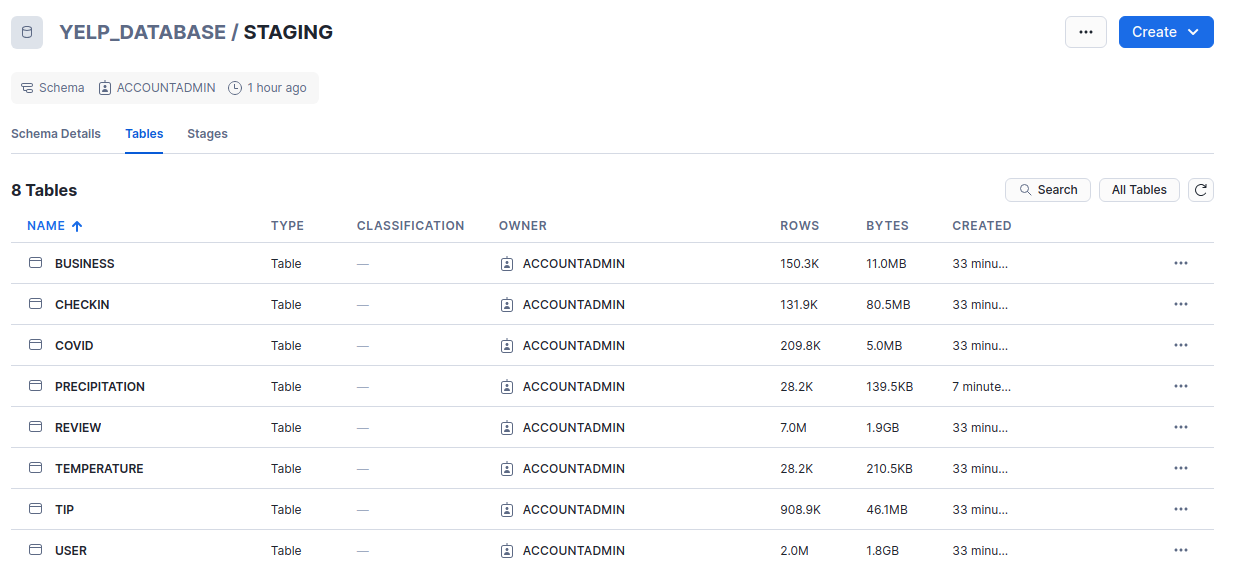 YELP_DATABASE / STAGING
... Create
Schema ACCOUNTADMIN 1 hour ago
Schema Details Tables Stages
8 Tables Search All Tables
NAME TYPE CLASSIFICATION OWNER ROWS BYTES CREATED
BUSINESS Table — ACCOUNTADMIN 150.3K 11.0MB 33 minu... ...
CHECKIN Table — ACCOUNTADMIN 131.9K 80.5MB 33 minu... ...
COVID Table — ACCOUNTADMIN 209.8K 5.0MB 33 minu... ...
PRECIPITATION Table — ACCOUNTADMIN 28.2K 139.5KB 7 minute... ...
REVIEW Table — ACCOUNTADMIN 7.0M 1.9GB 33 minu... ...
TEMPERATURE Table — ACCOUNTADMIN 28.2K 210.5KB 33 minu... ...
TIP Table — ACCOUNTADMIN 908.9K 46.1MB 33 minu... ...
USER Table — ACCOUNTADMIN 2.0M 1.8GB 33 minu... ...